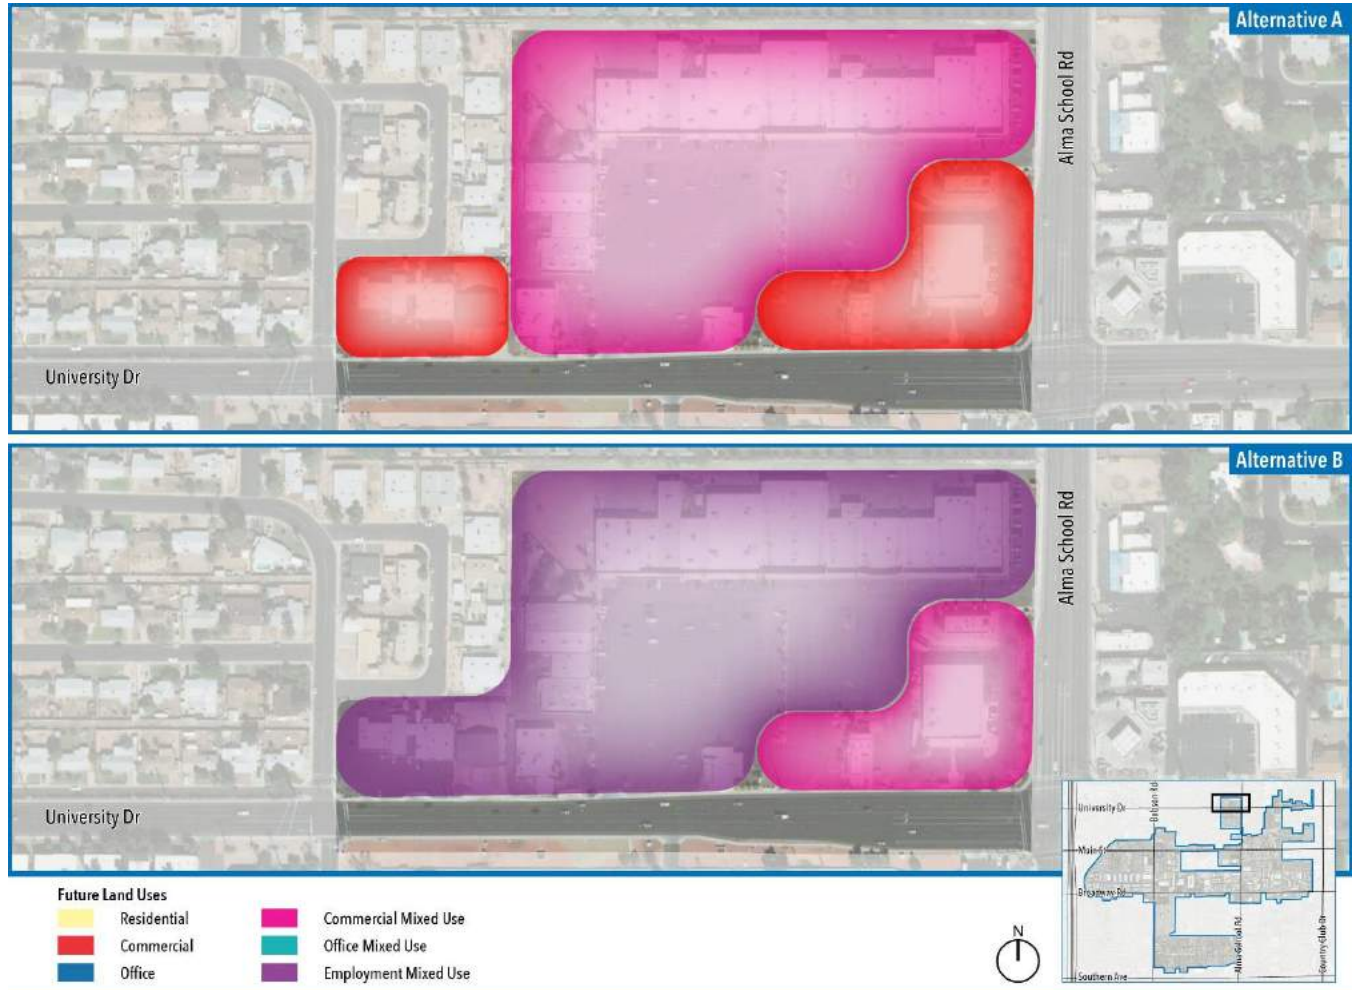 Alternative A
Alma School Rd
University Dr
Alternative B
Alma School Rd
University Dr
Future Land Uses
Residential
Commercial
Office
Commercial Mixed Use
Office Mixed Use
Employment Mixed Use
N
University Dr
Dobson Rd
Main St
Broadway Rd
Alma School Rd
Country Club Dr
Southern Ave